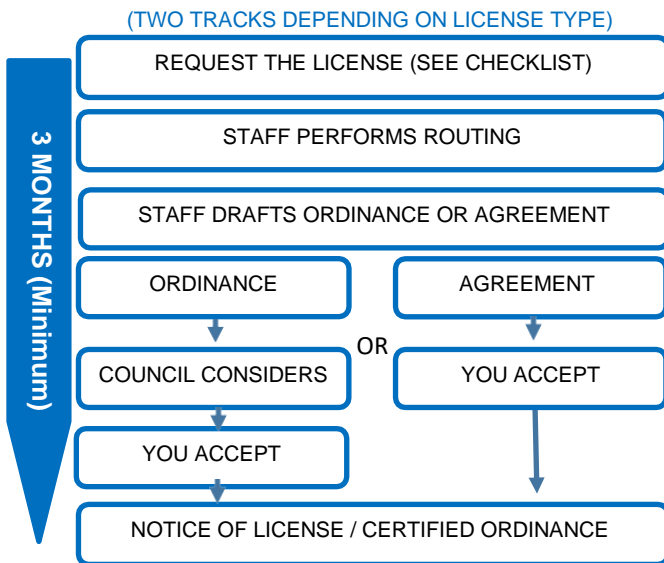 (TWO TRACKS DEPENDING ON LICENSE TYPE)
REQUEST THE LICENSE (SEE CHECKLIST)
3 MONTHS (Minimum)
STAFF PERFORMS ROUTING
STAFF DRAFTS ORDINANCE OR AGREEMENT
ORDINANCE
AGREEMENT
OR
COUNCIL CONSIDERS
YOU ACCEPT
YOU ACCEPT
NOTICE OF LICENSE / CERTIFIED ORDINANCE